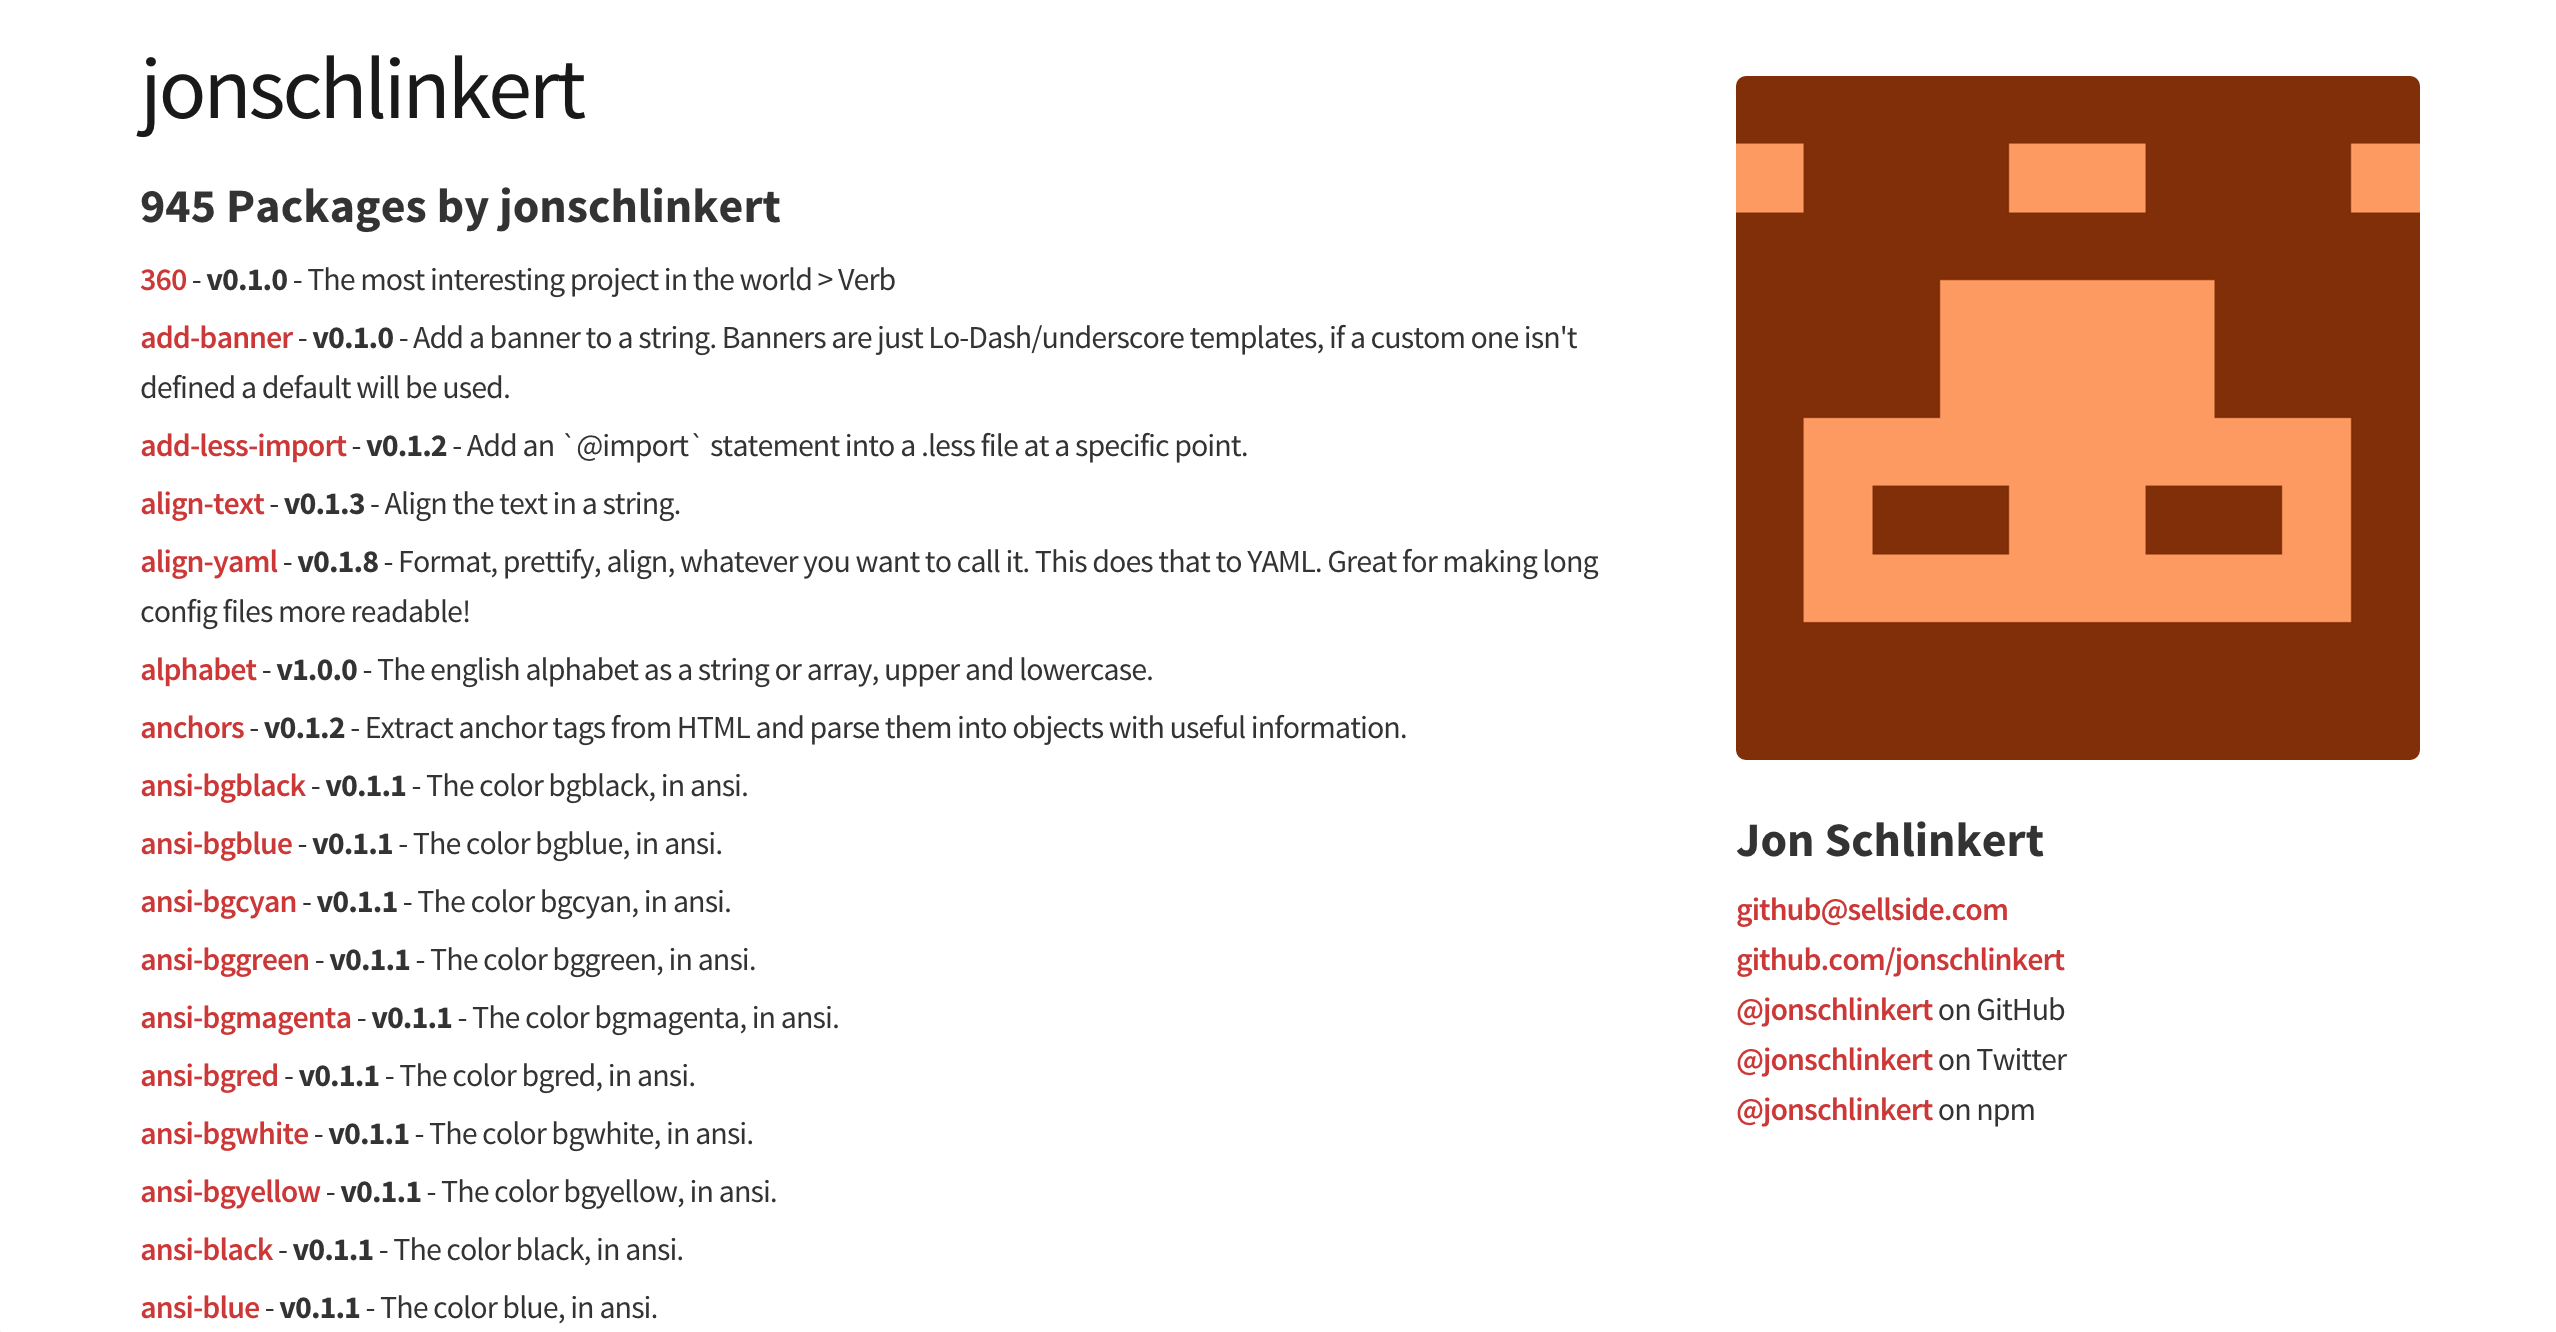 jonschlinkert
945 Packages by jonschlinkert
360 - v0.1.0 - The most interesting project in the world > Verb
add-banner - v0.1.0 - Add a banner to a string. Banners are just Lo-Dash/underscore templates, if a custom one isn't
defined a default will be used.
add-less-import - v0.1.2 - Add an `@import` statement into a .less file at a specific point.
align-text - v0.1.3 - Align the text in a string.
align-yaml - v0.1.8 - Format, prettify, align, whatever you want to call it. This does that to YAML. Great for making long
config files more readable!
alphabet - v1.0.0 - The english alphabet as a string or array, upper and lowercase.
anchors - v0.1.2 - Extract anchor tags from HTML and parse them into objects with useful information.
ansi-bgblack - v0.1.1 - The color bgblack, in ansi.
ansi-bgblue - v0.1.1 - The color bgblue, in ansi.
ansi-bgcyan - v0.1.1 - The color bgcyan, in ansi.
ansi-bggreen - v0.1.1 - The color bggreen, in ansi.
ansi-bgmagenta - v0.1.1 - The color bgmagenta, in ansi.
ansi-bgred - v0.1.1 - The color bgred, in ansi.
ansi-bgwhite - v0.1.1 - The color bgwhite, in ansi.
ansi-bgyellow - v0.1.1 - The color bgyellow, in ansi.
ansi-black - v0.1.1 - The color black, in ansi.
ansi-blue - v0.1.1 - The color blue, in ansi.
Jon Schlinkert
github@sellside.com
github.com/jonschlinkert
@jonschlinkert on GitHub
@jonschlinkert on Twitter
@jonschlinkert on npm